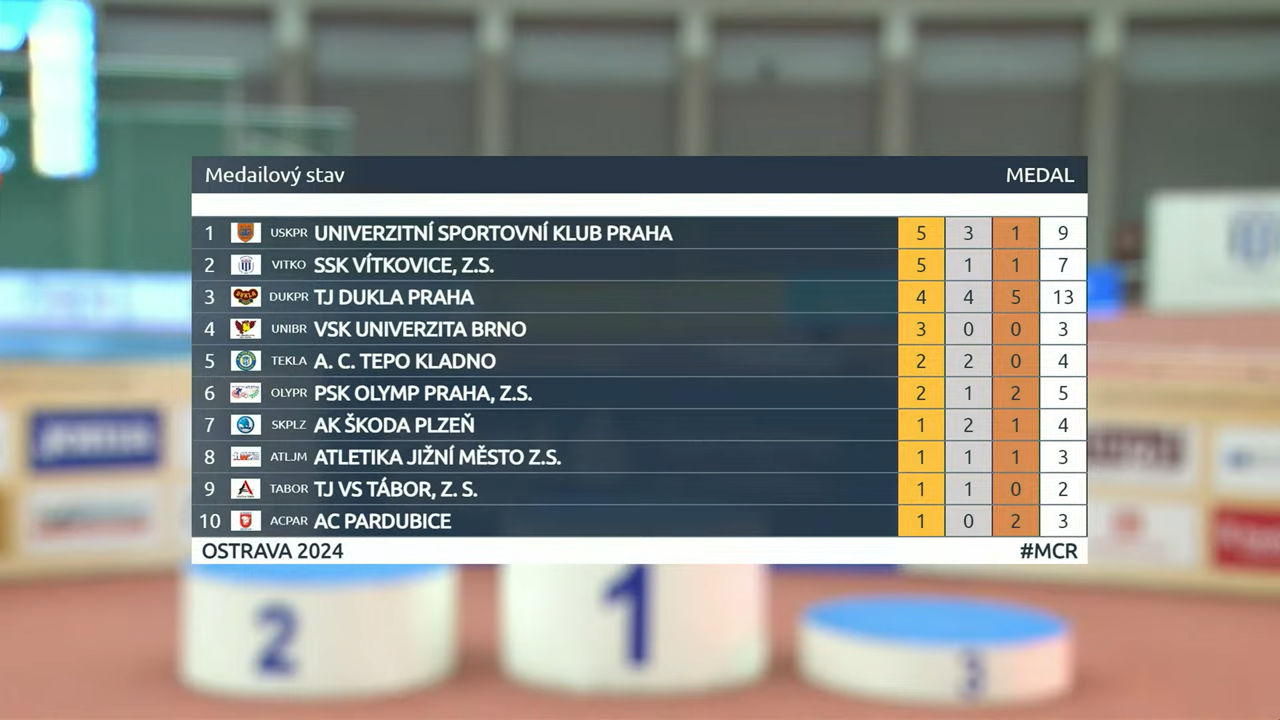 Medailový stav MEDAL
1 USKPR UNIVERZITNÍ SPORTOVNÍ KLUB PRAHA 5 3 1 9
2 VITKO SSK VÍTKOVICE, Z.S. 5 1 1 7
3 DUKPR TJ DUKLA PRAHA 4 4 5 13
4 UNIBR VSK UNIVERZITA BRNO 3 0 0 3
5 TEKLA A. C. TEPO KLADNO 2 2 0 4
6 OLYPR PSK OLYMP PRAHA, Z.S. 2 1 2 5
7 SKPLZ AK ŠKODA PLZEŇ 1 2 1 4
8 ATLJM ATLETIKA JIŽNÍ MĚSTO Z.S. 1 1 1 3
9 TABOR TJ VS TÁBOR, Z. S. 1 1 0 2
10 ACPAR AC PARDUBICE 1 0 2 3
OSTRAVA 2024 #MCR
2 1 3